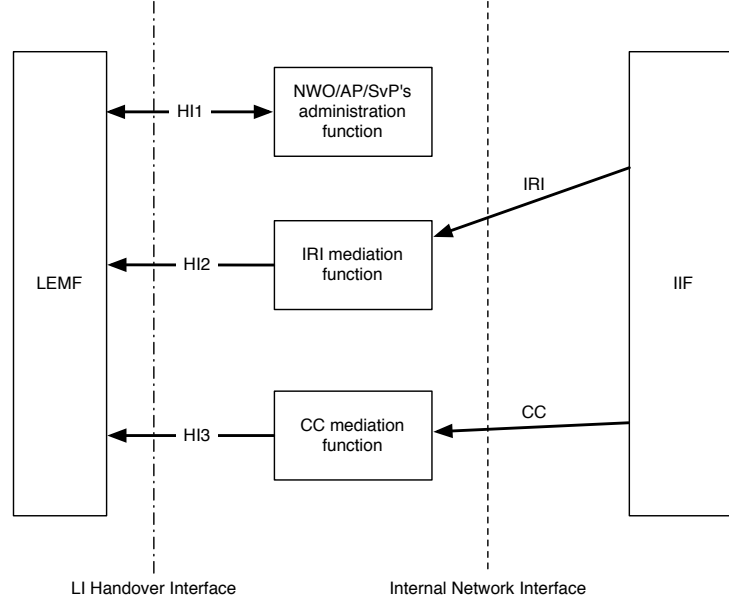 NWO/AP/SvP's
administration
function
HI1
IRI
IRI mediation
function
HI2
LEMF
IIF
CC
CC mediation
function
HI3
LI Handover Interface
Internal Network Interface